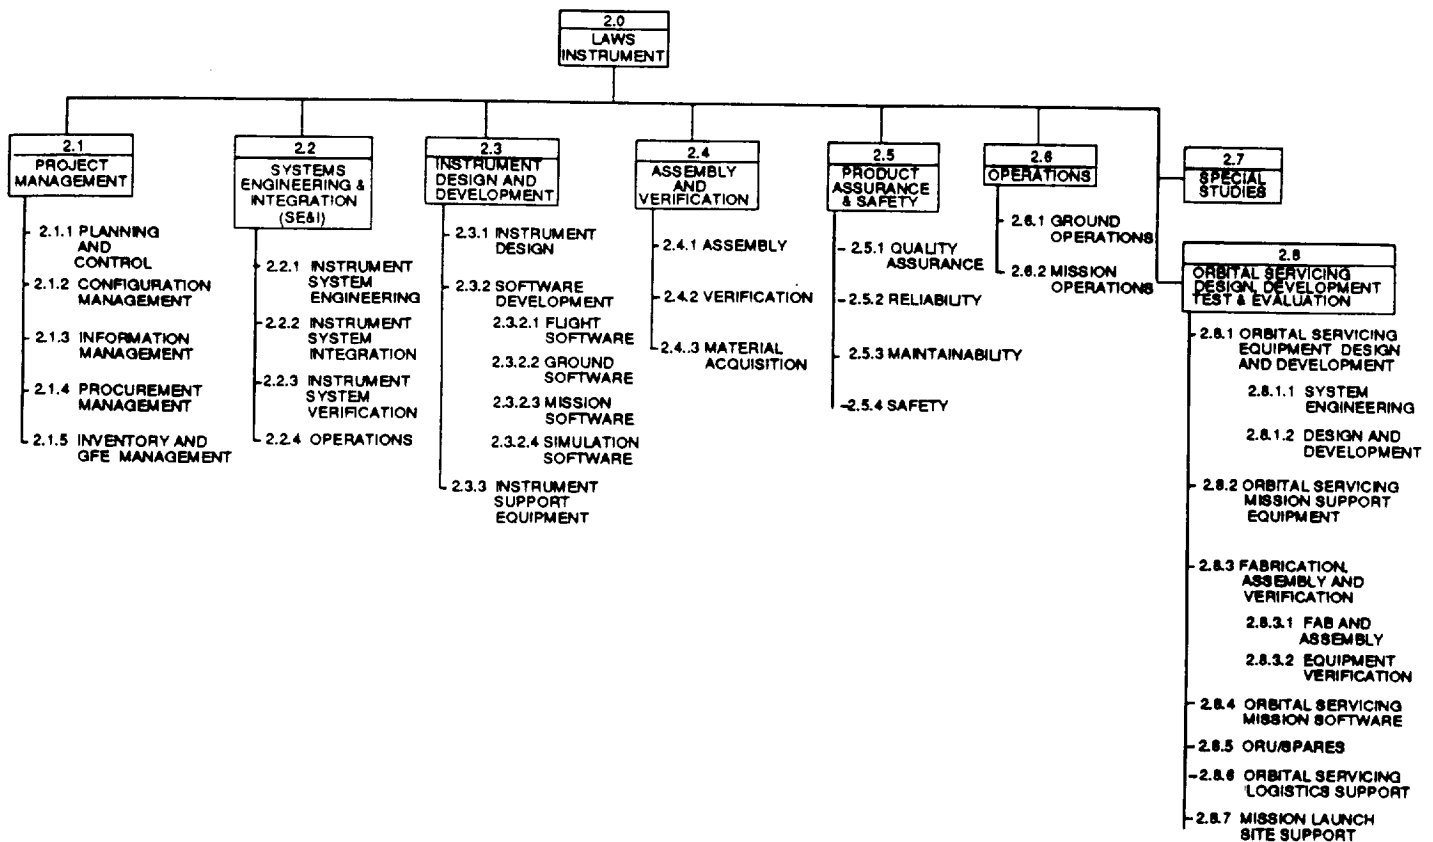 2.0
LAWS
INSTRUMENT
2.1
PROJECT
MANAGEMENT
2.1.1 PLANNING
AND
CONTROL
2.1.2 CONFIGURATION
MANAGEMENT
2.1.3 INFORMATION
MANAGEMENT
2.1.4 PROCUREMENT
MANAGEMENT
2.1.5 INVENTORY AND
GFE MANAGEMENT
2.2
SYSTEMS
ENGINEERING &
INTEGRATION
(SE&I)
2.2.1 INSTRUMENT
SYSTEM
ENGINEERING
2.2.2 INSTRUMENT
SYSTEM
INTEGRATION
2.2.3 INSTRUMENT
SYSTEM
VERIFICATION
2.2.4 OPERATIONS
2.3
INSTRUMENT
DESIGN AND
DEVELOPMENT
2.3.1 INSTRUMENT
DESIGN
2.3.2 SOFTWARE
DEVELOPMENT
2.3.2.1 FLIGHT
SOFTWARE
2.3.2.2 GROUND
SOFTWARE
2.3.2.3 MISSION
SOFTWARE
2.3.2.4 SIMULATION
SOFTWARE
2.3.3 INSTRUMENT
SUPPORT
EQUIPMENT
2.4
ASSEMBLY
AND
VERIFICATION
2.4.1 ASSEMBLY
2.4.2 VERIFICATION
2.4..3 MATERIAL
ACQUISITION
2.5
PRODUCT
ASSURANCE
& SAFETY
2.5.1 QUALITY
ASSURANCE
2.5.2 RELIABILITY
2.5.3 MAINTAINABILITY
2.5.4 SAFETY
2.6
OPERATIONS
2.6.1 GROUND
OPERATIONS
2.6.2 MISSION
OPERATIONS
2.7
SPECIAL
STUDIES
2.8
ORBITAL SERVICING
DESIGN, DEVELOPMENT
TEST & EVALUATION
2.8.1 ORBITAL SERVICING
EQUIPMENT DESIGN
AND DEVELOPMENT
2.8.1.1 SYSTEM
ENGINEERING
2.8.1.2 DESIGN AND
DEVELOPMENT
2.8.2 ORBITAL SERVICING
MISSION SUPPORT
EQUIPMENT
2.8.3 FABRICATION,
ASSEMBLY AND
VERIFICATION
2.8.3.1 FAB AND
ASSEMBLY
2.8.3.2 EQUIPMENT
VERIFICATION
2.8.4 ORBITAL SERVICING
MISSION SOFTWARE
2.8.5 ORU/SPARES
2.8.6 ORBITAL SERVICING
LOGISTICS SUPPORT
2.8.7 MISSION LAUNCH
SITE SUPPORT